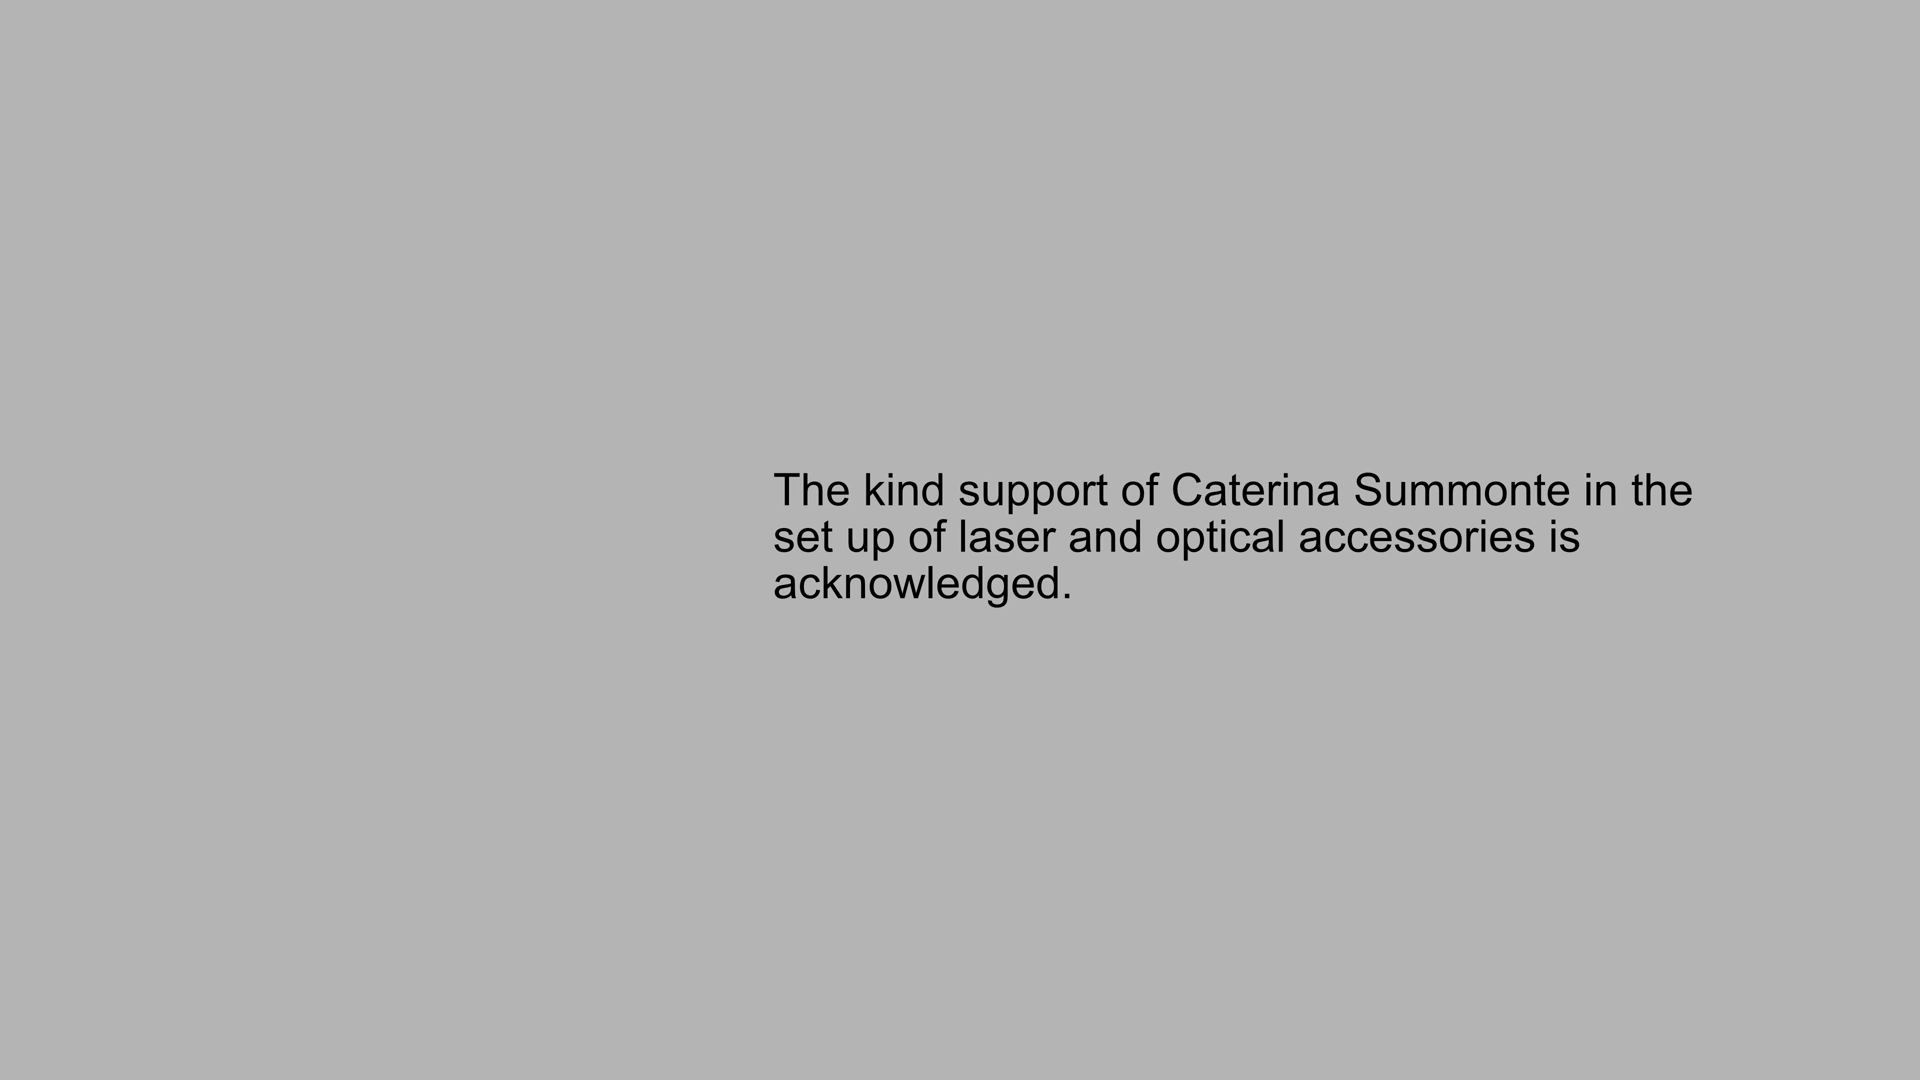 The kind support of Caterina Summonte in the
set up of laser and optical accessories is
acknowledged.